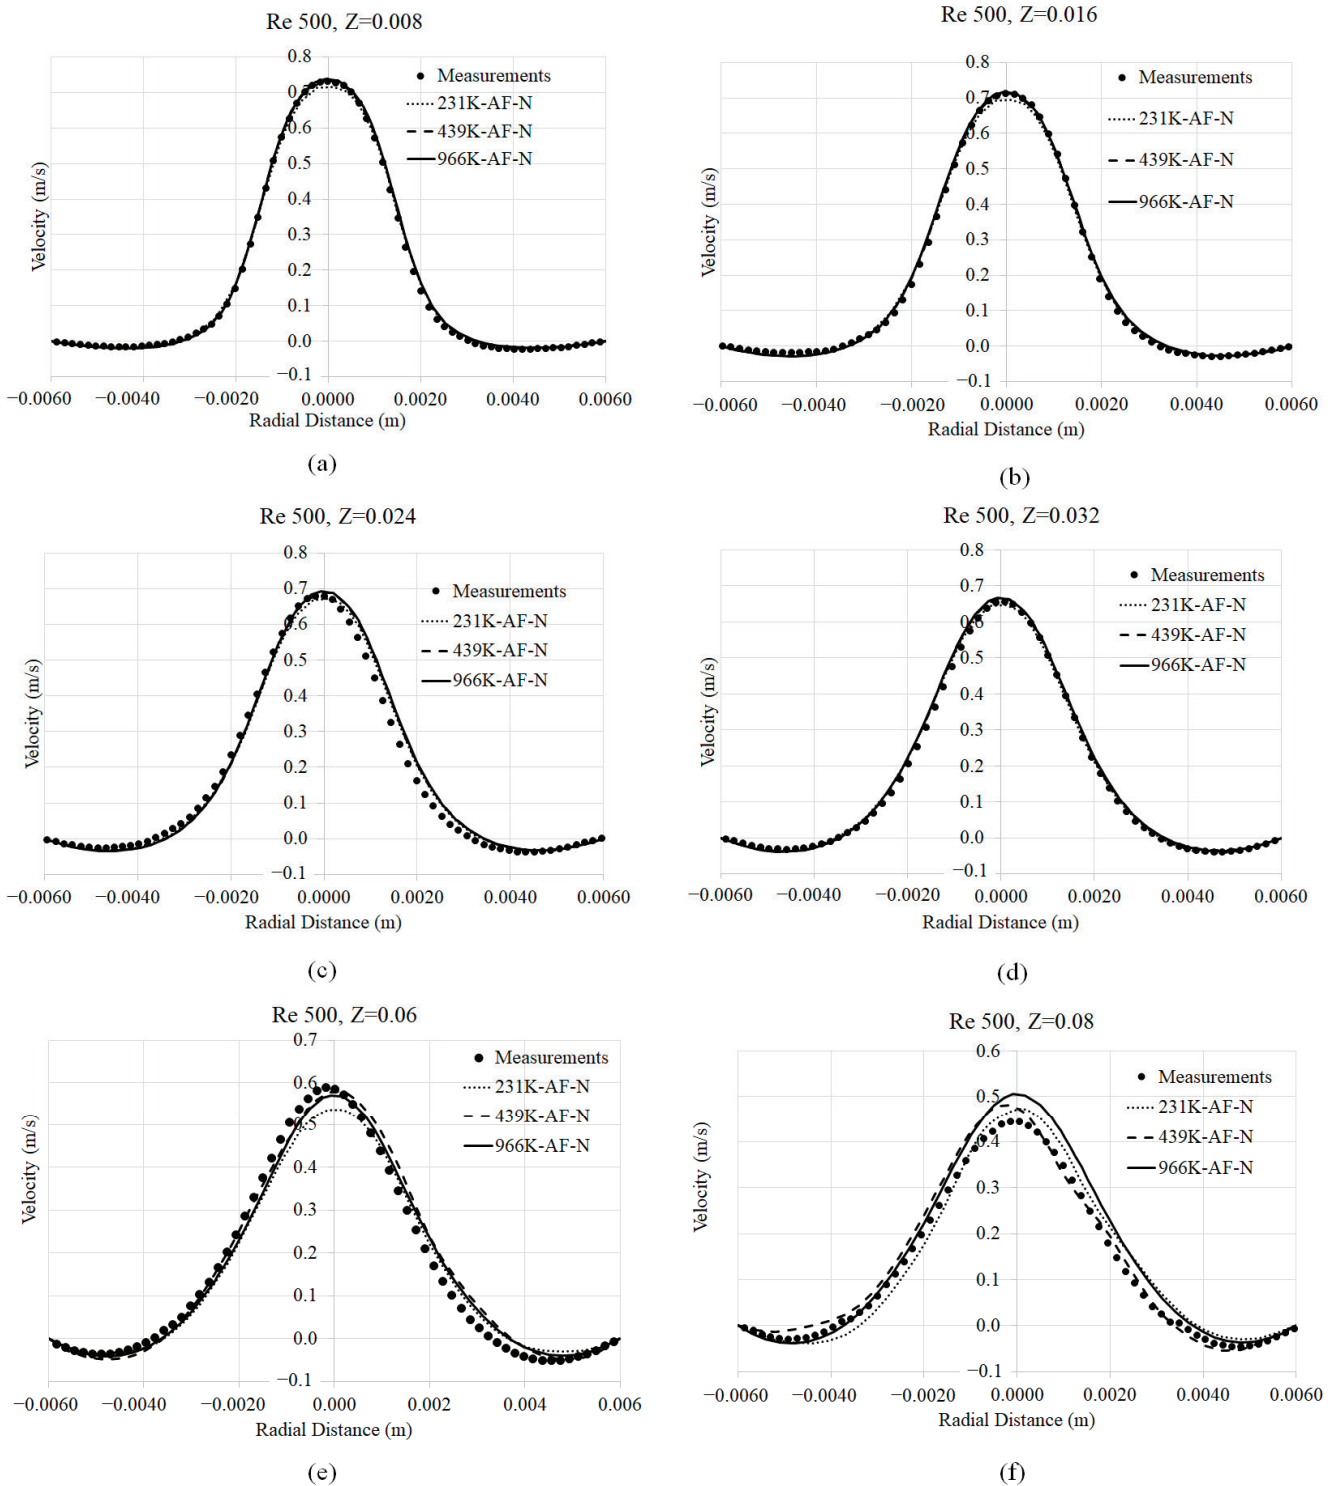 Re 500, Z=0.008
0.8
0.7
0.6
0.5
0.4
0.3
0.2
0.1
0.0
−0.1
Velocity (m/s)
Measurements
231K-AF-N
439K-AF-N
966K-AF-N
−0.0060 −0.0040 −0.0020 0.0000 0.0020 0.0040 0.0060
Radial Distance (m)
(a)
Re 500, Z=0.016
0.8
0.7
0.6
0.5
0.4
0.3
0.2
0.1
0.0
−0.1
Velocity (m/s)
Measurements
231K-AF-N
439K-AF-N
966K-AF-N
−0.0060 −0.0040 −0.0020 0.0000 0.0020 0.0040 0.0060
Radial Distance (m)
(b)
Re 500, Z=0.024
0.8
0.7
0.6
0.5
0.4
0.3
0.2
0.1
0.0
−0.1
Velocity (m/s)
Measurements
231K-AF-N
439K-AF-N
966K-AF-N
−0.0060 −0.0040 −0.0020 0.0000 0.0020 0.0040 0.0060
Radial Distance (m)
(c)
Re 500, Z=0.032
0.8
0.7
0.6
0.5
0.4
0.3
0.2
0.1
0.0
−0.1
Velocity (m/s)
Measurements
231K-AF-N
439K-AF-N
966K-AF-N
−0.0060 −0.0040 −0.0020 0.0000 0.0020 0.0040 0.0060
Radial Distance (m)
(d)
Re 500, Z=0.06
0.7
0.6
0.5
0.4
0.3
0.2
0.1
0.0
−0.1
Velocity (m/s)
Measurements
231K-AF-N
439K-AF-N
966K-AF-N
−0.0060 −0.0040 −0.0020 0.000 0.002 0.004 0.006
Radial Distance (m)
(e)
Re 500, Z=0.08
0.6
0.5
0.4
0.3
0.2
0.1
0.0
−0.1
Velocity (m/s)
Measurements
231K-AF-N
439K-AF-N
966K-AF-N
−0.0060 −0.0040 −0.0020 0.0000 0.0020 0.0040 0.0060
Radial Distance (m)
(f)